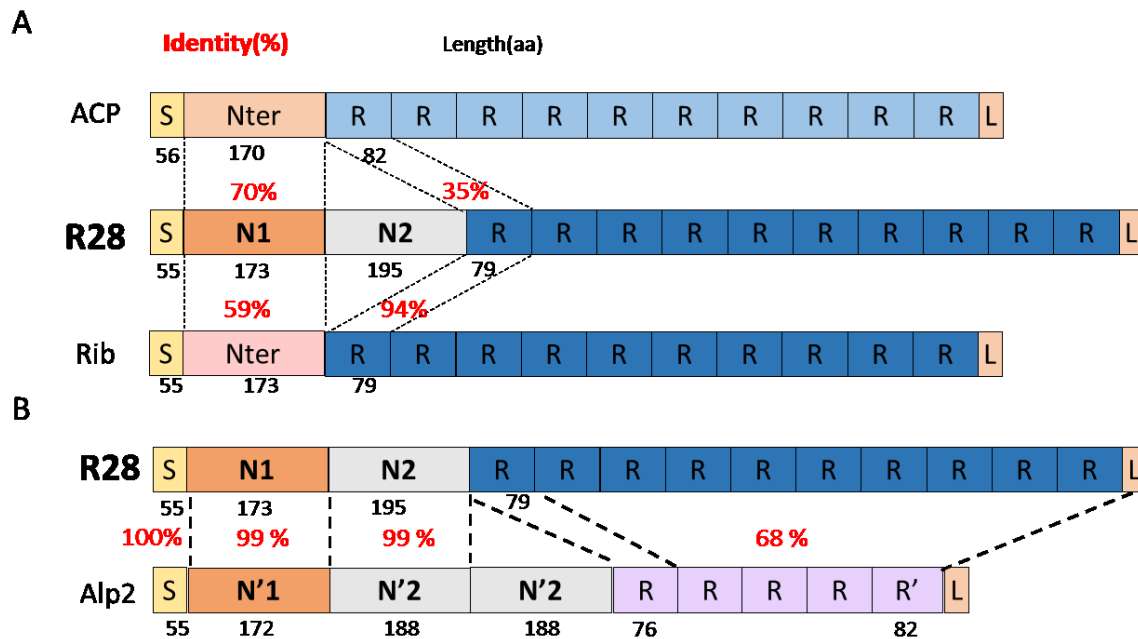 A
Identity(%) Length(aa)
ACP S Nter R R R R R R R R R R L
56 170 82
70% 35%
R28 S N1 N2 R R R R R R R R R R L
55 173 195 79
59% 94%
Rib S Nter R R R R R R R R R R L
55 173 79
B
R28 S N1 N2 R R R R R R R R R R L
55 173 195 79
100% 99 % 99 % 68 %
Alp2 S N’1 N’2 N’2 R R R R R’ L
55 172 188 188 76 82